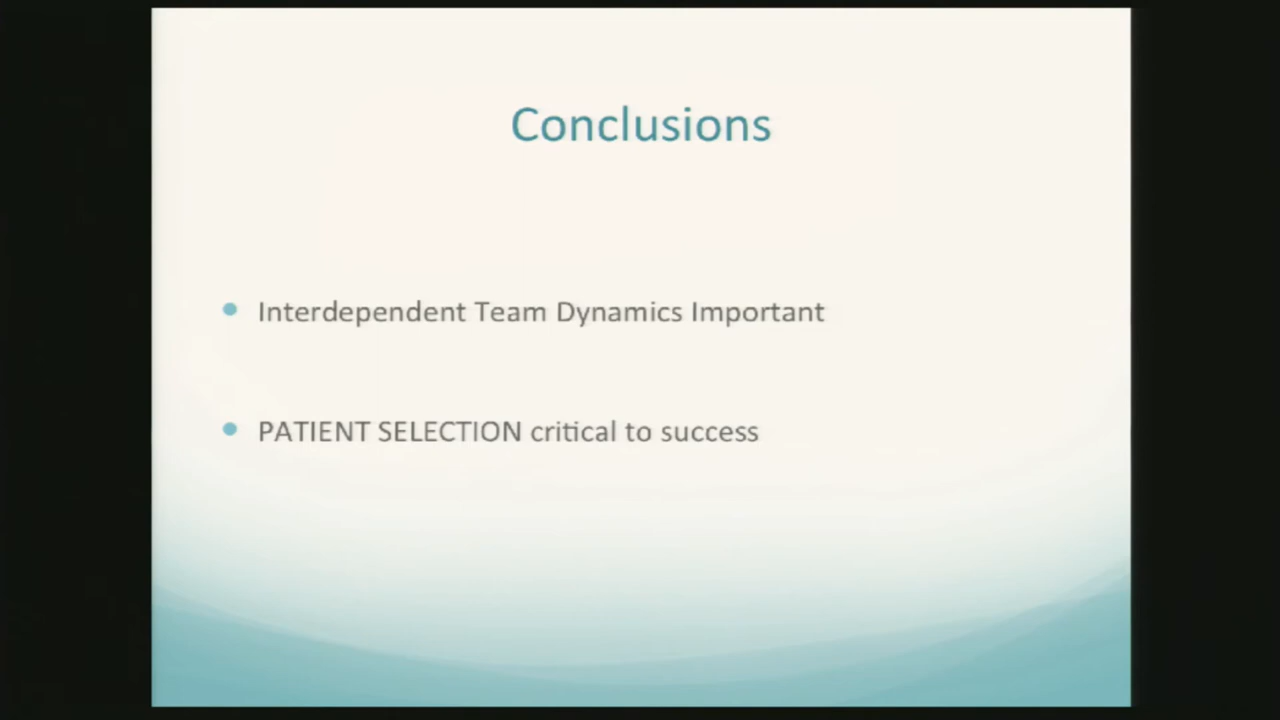 Conclusions
Interdependent Team Dynamics Important
PATIENT SELECTION critical to success